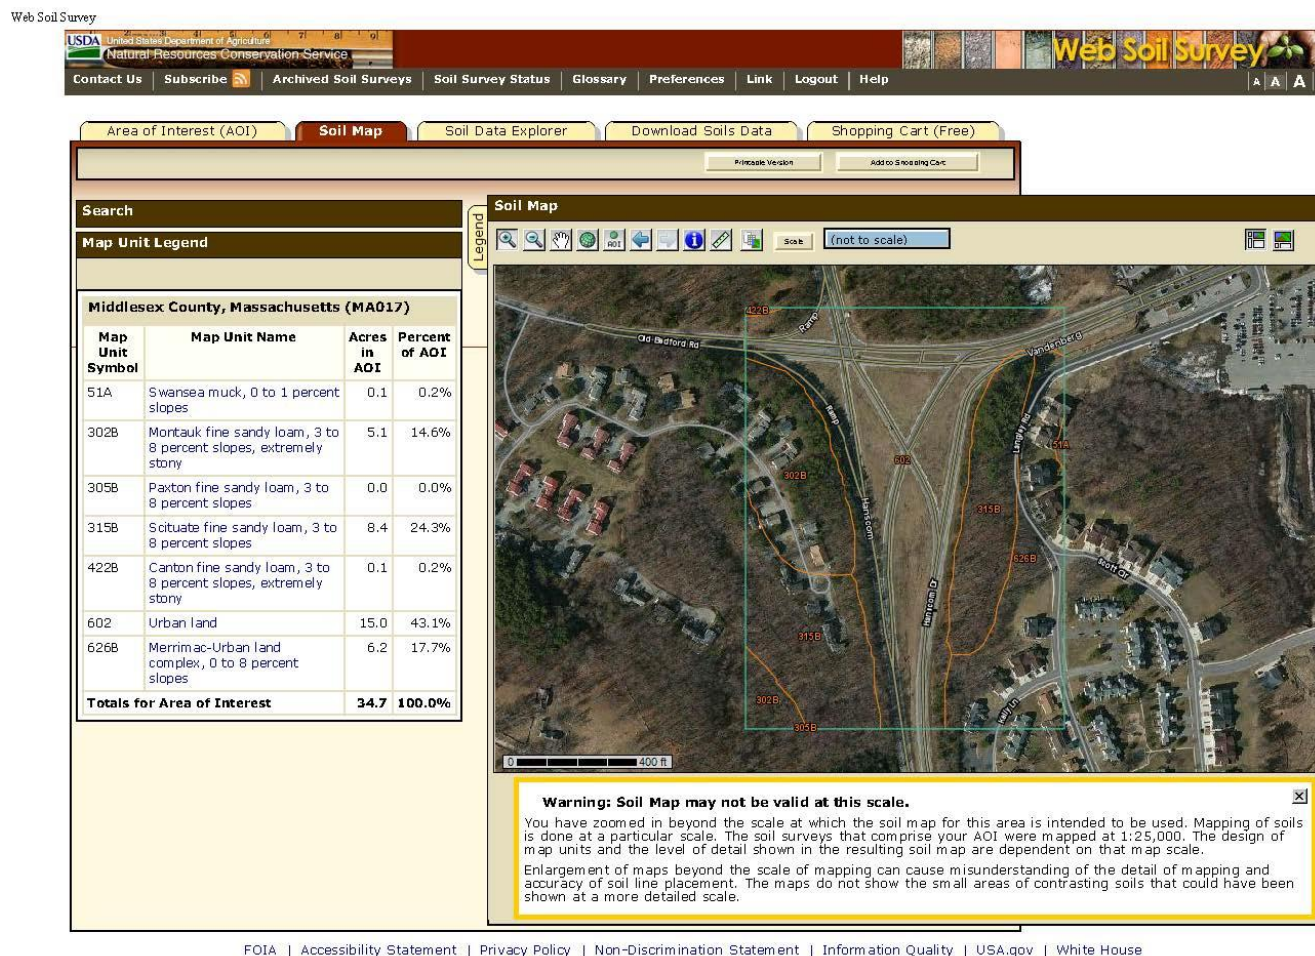 Web Soil Survey
USDA United States Department of Agriculture
Natural Resources Conservation Service
Web Soil Survey
Contact Us | Subscribe | Archived Soil Surveys | Soil Survey Status | Glossary | Preferences | Link | Logout | Help
A A A
Area of Interest (AOI) Soil Map Soil Data Explorer Download Soils Data Shopping Cart (Free)
Printable Version Add to Shopping Cart
Search
Map Unit Legend
Middlesex County, Massachusetts (MA017)
Map Unit Symbol Map Unit Name Acres in AOI Percent of AOI
51A Swansea muck, 0 to 1 percent slopes 0.1 0.2%
302B Montauk fine sandy loam, 3 to 8 percent slopes, extremely stony 5.1 14.6%
305B Paxton fine sandy loam, 3 to 8 percent slopes 0.0 0.0%
315B Scituate fine sandy loam, 3 to 8 percent slopes 8.4 24.3%
422B Canton fine sandy loam, 3 to 8 percent slopes, extremely stony 0.1 0.2%
602 Urban land 15.0 43.1%
626B Merrimac-Urban land complex, 0 to 8 percent slopes 6.2 17.7%
Totals for Area of Interest 34.7 100.0%
Legend
Soil Map
AOI
Scale
(not to scale)
422B
Ramp
Old Bedford Rd
Vandenberg
Ramp
Langley Rd
51A
602
302B
Hanscom
315B
626B
Scott Cir
Hanscom Dr
315B
302B
Kelly Ln
305B
0 400 ft
Warning: Soil Map may not be valid at this scale.
You have zoomed in beyond the scale at which the soil map for this area is intended to be used. Mapping of soils
is done at a particular scale. The soil surveys that comprise your AOI were mapped at 1:25,000. The design of
map units and the level of detail shown in the resulting soil map are dependent on that map scale.
Enlargement of maps beyond the scale of mapping can cause misunderstanding of the detail of mapping and
accuracy of soil line placement. The maps do not show the small areas of contrasting soils that could have been
shown at a more detailed scale.
FOIA | Accessibility Statement | Privacy Policy | Non-Discrimination Statement | Information Quality | USA.gov | White House